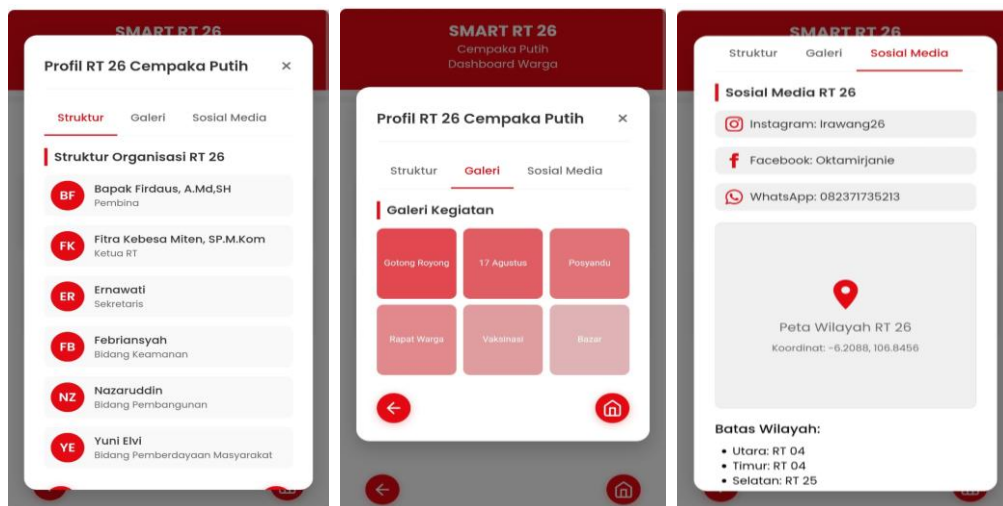 SMART RT 26
Profil RT 26 Cempaka Putih ×
Struktur Galeri Sosial Media
Struktur Organisasi RT 26
BF
Bapak Firdaus, A.Md,SH
Pembina
FK
Fitra Kebesa Miten, SP.M.Kom
Ketua RT
ER
Ernawati
Sekretaris
FB
Febriansyah
Bidang Keamanan
NZ
Nazaruddin
Bidang Pembangunan
YE
Yuni Elvi
Bidang Pemberdayaan Masyarakat
SMART RT 26
Cempaka Putih
Dashboard Warga
Profil RT 26 Cempaka Putih ×
Struktur Galeri Sosial Media
Galeri Kegiatan
Gotong Royong 17 Agustus Posyandu
Rapat Warga Vaksinasi Bazar
SMART RT 26
Struktur Galeri Sosial Media
Sosial Media RT 26
Instagram: Irawang26
Facebook: Oktamirjanie
WhatsApp: 082371735213
Peta Wilayah RT 26
Koordinat: -6.2088, 106.8456
Batas Wilayah:
• Utara: RT 04
• Timur: RT 04
• Selatan: RT 25